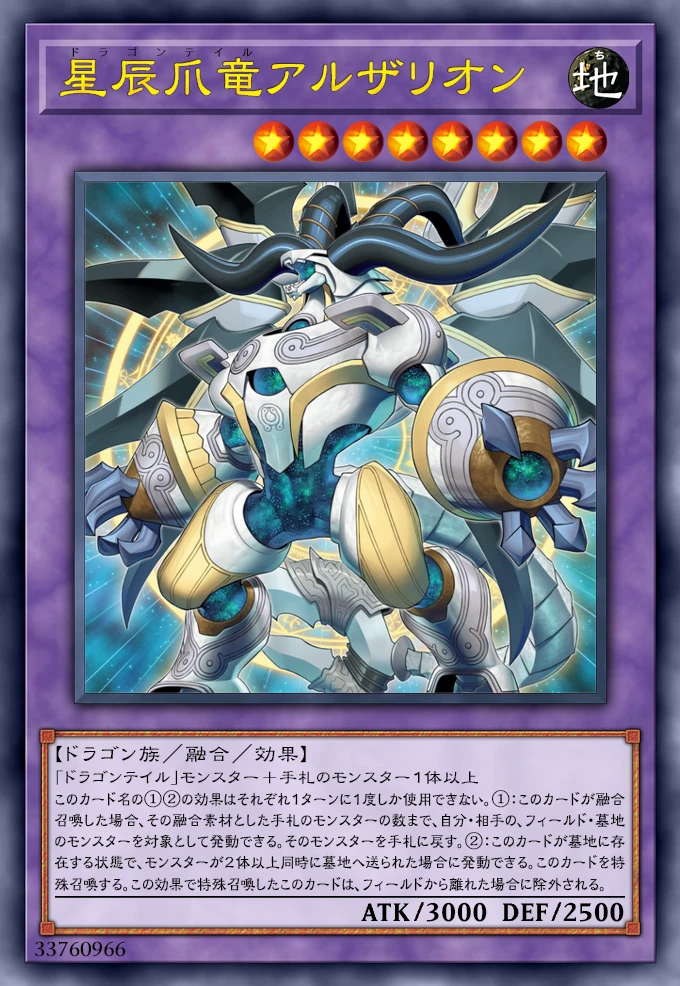 ドラゴンテイル
星辰爪竜アルザリオン
ち
地
【ドラゴン族／融合／効果】
「ドラゴンテイル」モンスター＋手札のモンスター１体以上
このカード名の①②の効果はそれぞれ１ターンに１度しか使用できない。①：このカードが融合
召喚した場合、その融合素材とした手札のモンスターの数まで、自分・相手の、フィールド・墓地
のモンスターを対象として発動できる。そのモンスターを手札に戻す。②：このカードが墓地に存
在する状態で、モンスターが２体以上同時に墓地へ送られた場合に発動できる。このカードを特
殊召喚する。この効果で特殊召喚したこのカードは、フィールドから離れた場合に除外される。
ATK/3000 DEF/2500
33760966